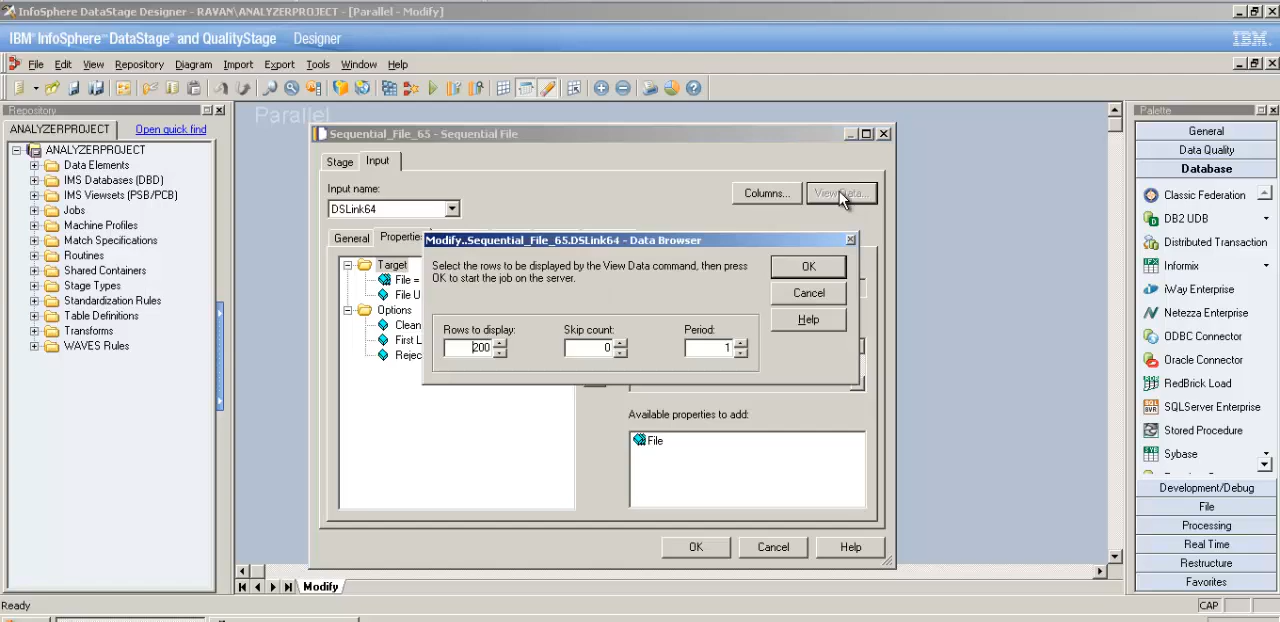 InfoSphere DataStage Designer - RAVAN\ANALYZERPROJECT - [Parallel - Modify]
IBM® InfoSphere™ DataStage® and QualityStage Designer
IBM.
File Edit View Repository Diagram Import Export Tools Window Help
Repository
ANALYZERPROJECT Open quick find
ANALYZERPROJECT
Data Elements
IMS Databases (DBD)
IMS Viewsets (PSB/PCB)
Jobs
Machine Profiles
Match Specifications
Routines
Shared Containers
Stage Types
Standardization Rules
Table Definitions
Transforms
WAVES Rules
Parallel
Sequential_File_65 - Sequential File
Stage Input
Input name:
DSLink64
Columns... View Data...
General Properties
Target
File =
File U
Options
Clean
First L
Rejec
Modify..Sequential_File_65.DSLink64 - Data Browser
Select the rows to be displayed by the View Data command, then press
OK to start the job on the server.
OK
Cancel
Help
Rows to display: Skip count: Period:
200 0 1
Available properties to add:
File
OK Cancel Help
Modify
Palette
General
Data Quality
Database
Classic Federation
DB2 UDB
Distributed Transaction
Informix
iWay Enterprise
Netezza Enterprise
ODBC Connector
Oracle Connector
RedBrick Load
SQLServer Enterprise
Stored Procedure
Sybase
Development/Debug
File
Processing
Real Time
Restructure
Favorites
Ready
CAP